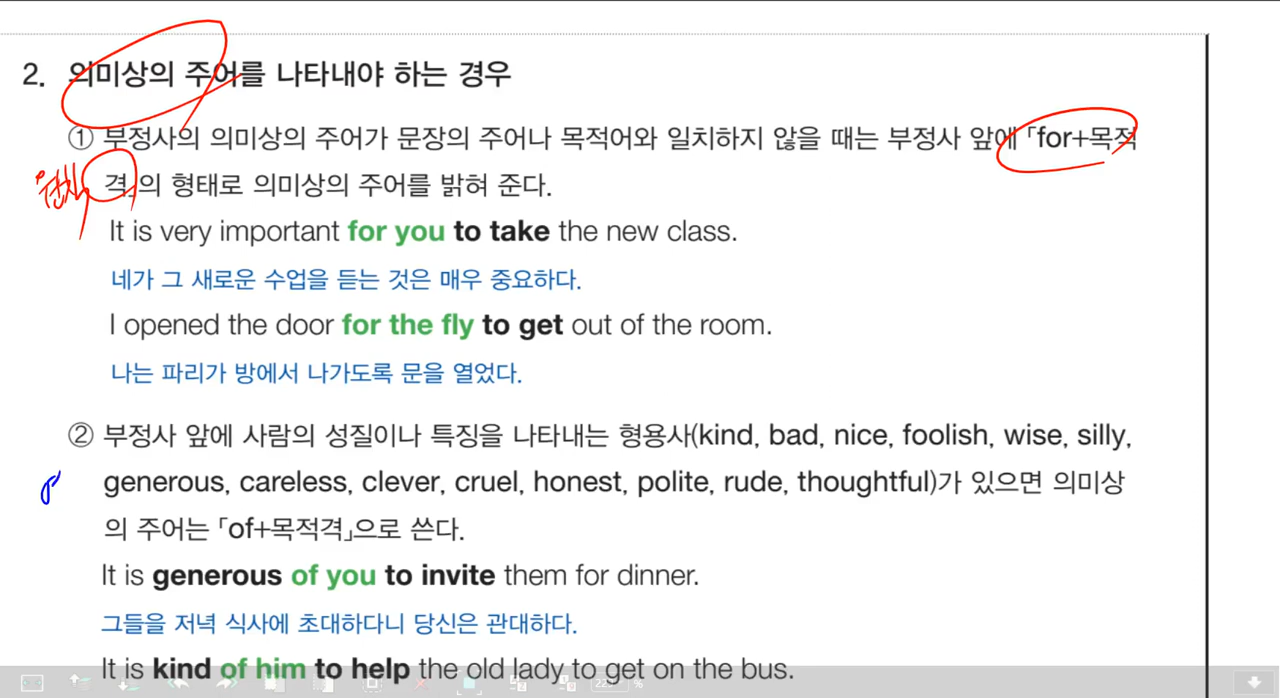 2. 의미상의 주어를 나타내야 하는 경우
① 부정사의 의미상의 주어가 문장의 주어나 목적어와 일치하지 않을 때는 부정사 앞에 「for+목적
격」의 형태로 의미상의 주어를 밝혀 준다.
It is very important for you to take the new class.
네가 그 새로운 수업을 듣는 것은 매우 중요하다.
I opened the door for the fly to get out of the room.
나는 파리가 방에서 나가도록 문을 열었다.
② 부정사 앞에 사람의 성질이나 특징을 나타내는 형용사(kind, bad, nice, foolish, wise, silly,
generous, careless, clever, cruel, honest, polite, rude, thoughtful)가 있으면 의미상
의 주어는 「of+목적격」으로 쓴다.
It is generous of you to invite them for dinner.
그들을 저녁 식사에 초대하다니 당신은 관대하다.
It is kind of him to help the old lady to get on the bus.